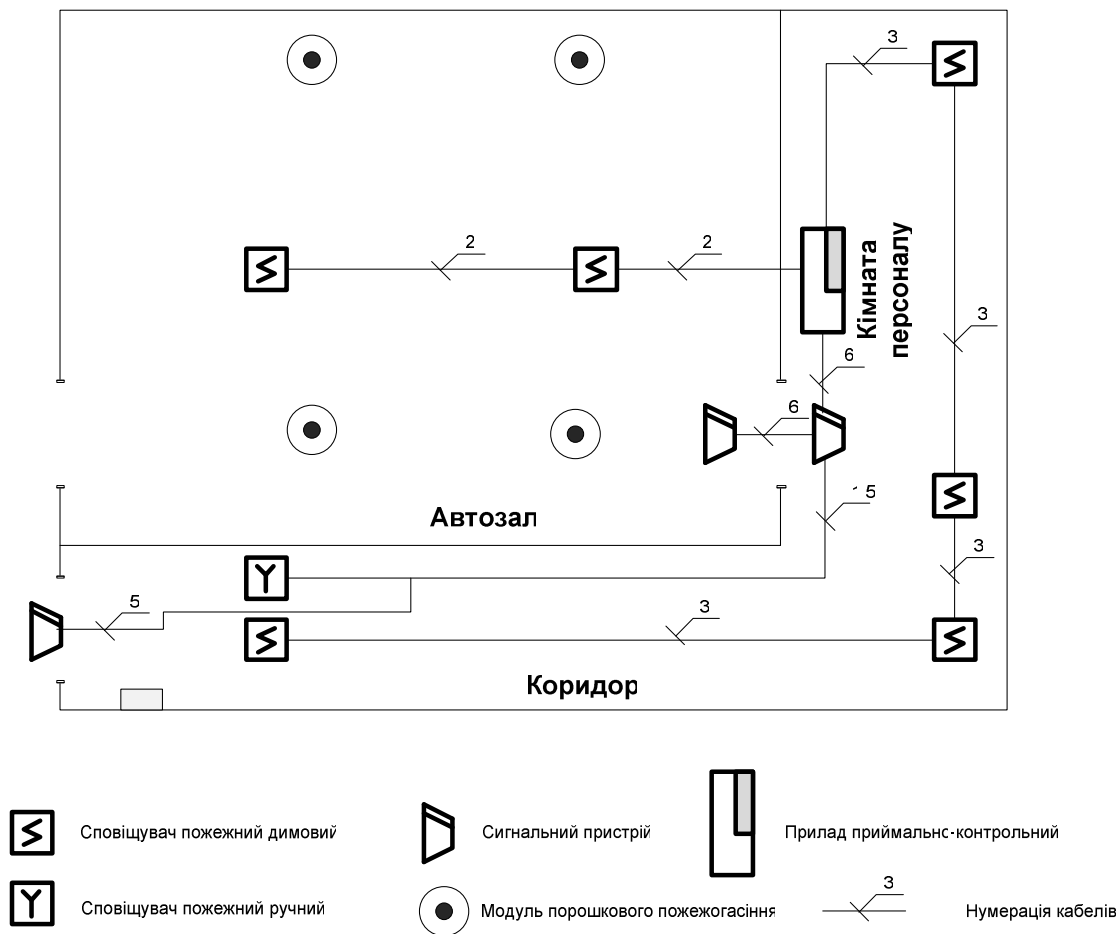 3
2
2
Кімната
персоналу
3
6
6
5
Автозал
3
5
3
Коридор
Сповіщувач пожежний димовий
Сигнальний пристрій
Прилад приймально-контрольний
Сповіщувач пожежний ручний
Модуль порошкового пожежогасіння
3
Нумерація кабелів